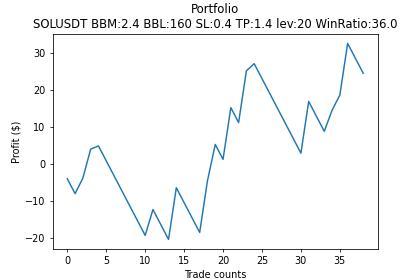 Portfolio
SOLUSDT BBM:2.4 BBL:160 SL:0.4 TP:1.4 lev:20 WinRatio:36.0
30
20
10
0
−10
−20
Profit ($)
0 5 10 15 20 25 30 35
Trade counts